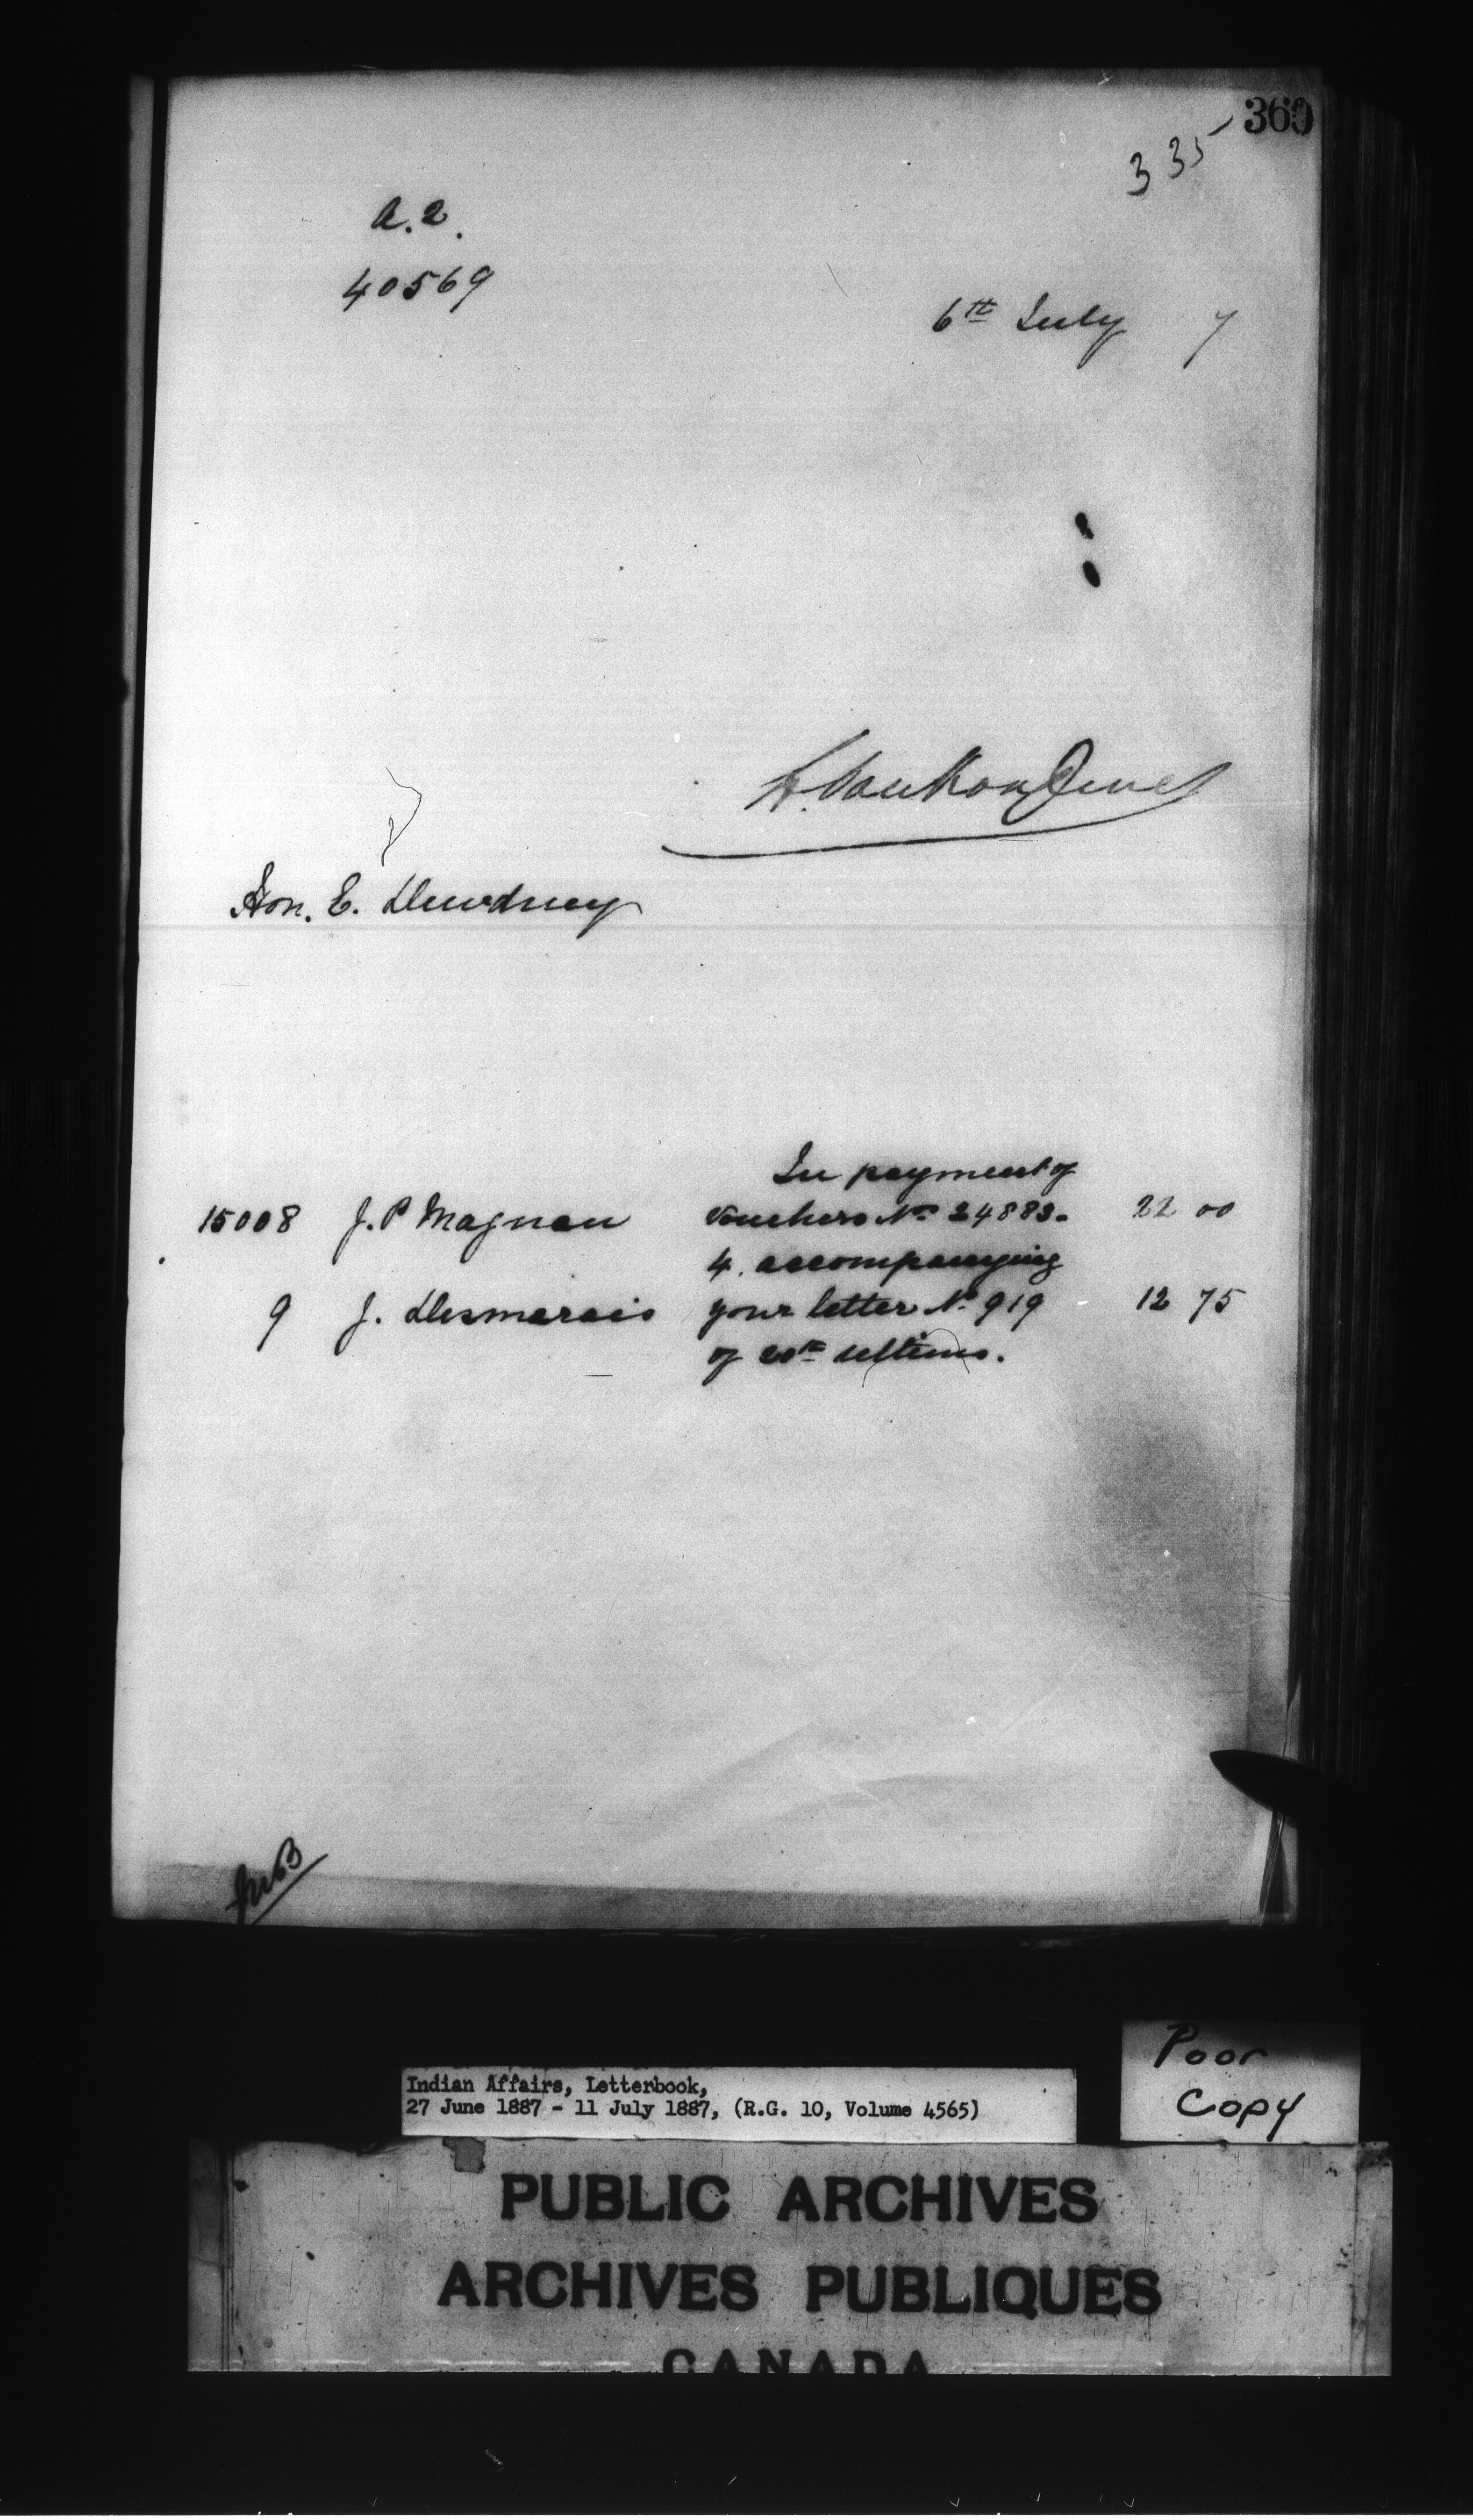 360
335
A.2.
40569
6th July 7
L. VanKoughnet
Hon. E. Dewdney
In payment of
15008 J. P Magnan vouchers No 24883- 22 00
4. accompanying
9 J. Desmarais your letter No 919 12 75
of 20th ultimo.
Indian Affairs, Letterbook,
27 June 1887 - 11 July 1887, (R.G. 10, Volume 4565)
Poor
Copy
PUBLIC ARCHIVES
ARCHIVES PUBLIQUES
CANADA